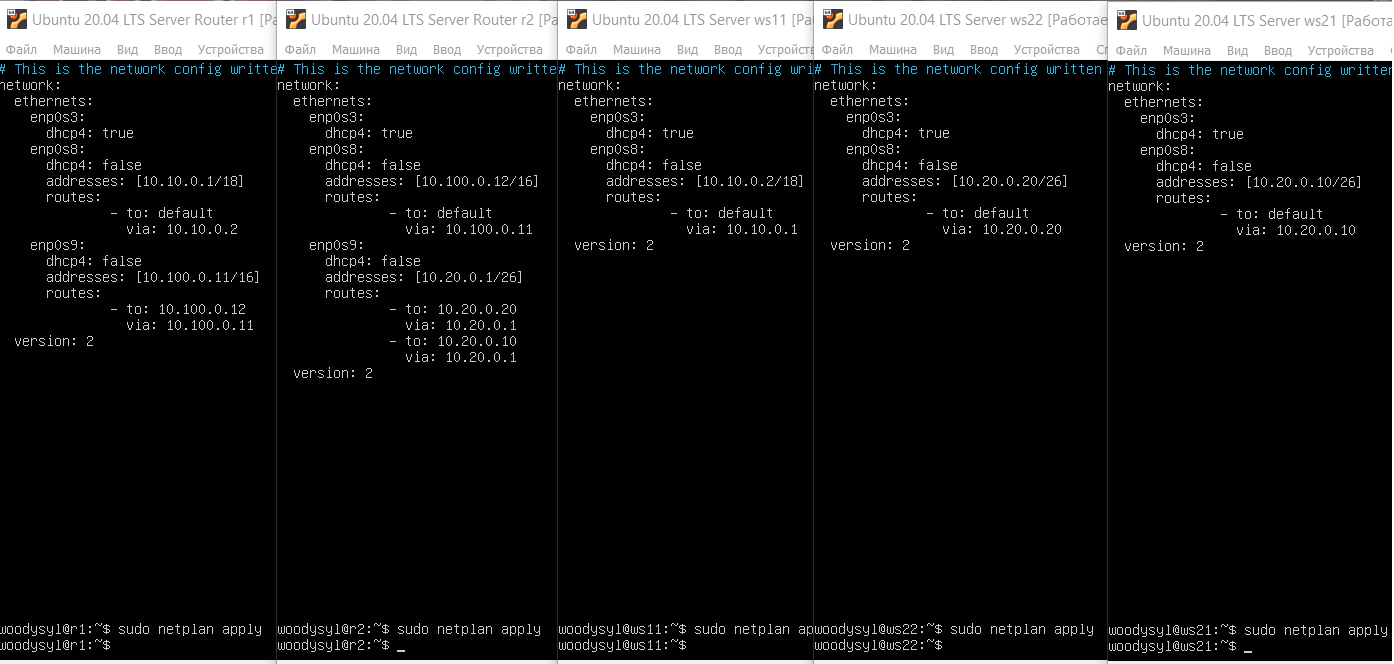 Ubuntu 20.04 LTS Server Router r1 [Ра
Файл Машина Вид Ввод Устройства
# This is the network config writte
network:
  ethernets:
    enp0s3:
      dhcp4: true
    enp0s8:
      dhcp4: false
      addresses: [10.10.0.1/18]
      routes:
              - to: default
                via: 10.10.0.2
    enp0s9:
      dhcp4: false
      addresses: [10.100.0.11/16]
      routes:
              - to: 10.100.0.12
                via: 10.100.0.11
  version: 2
woodysyl@r1:~$ sudo netplan apply
woodysyl@r1:~$
Ubuntu 20.04 LTS Server Router r2 [Ра
Файл Машина Вид Ввод Устройства
# This is the network config writte
network:
  ethernets:
    enp0s3:
      dhcp4: true
    enp0s8:
      dhcp4: false
      addresses: [10.100.0.12/16]
      routes:
              - to: default
                via: 10.100.0.11
    enp0s9:
      dhcp4: false
      addresses: [10.20.0.1/26]
      routes:
              - to: 10.20.0.20
                via: 10.20.0.1
              - to: 10.20.0.10
                via: 10.20.0.1
  version: 2
woodysyl@r2:~$ sudo netplan apply
woodysyl@r2:~$ _
Ubuntu 20.04 LTS Server ws11 [Ра
Файл Машина Вид Ввод Устройст
# This is the network config wri
network:
  ethernets:
    enp0s3:
      dhcp4: true
    enp0s8:
      dhcp4: false
      addresses: [10.10.0.2/18]
      routes:
              - to: default
                via: 10.10.0.1
  version: 2
woodysyl@ws11:~$ sudo netplan ap
woodysyl@ws11:~$
Ubuntu 20.04 LTS Server ws22 [Работае
Файл Машина Вид Ввод Устройства Сп
# This is the network config written
network:
  ethernets:
    enp0s3:
      dhcp4: true
    enp0s8:
      dhcp4: false
      addresses: [10.20.0.20/26]
      routes:
              - to: default
                via: 10.20.0.20
  version: 2
woodysyl@ws22:~$ sudo netplan apply
woodysyl@ws22:~$
Ubuntu 20.04 LTS Server ws21 [Работа
Файл Машина Вид Ввод Устройства
# This is the network config written
network:
  ethernets:
    enp0s3:
      dhcp4: true
    enp0s8:
      dhcp4: false
      addresses: [10.20.0.10/26]
      routes:
              - to: default
                via: 10.20.0.10
  version: 2
woodysyl@ws21:~$ sudo netplan apply
woodysyl@ws21:~$ _